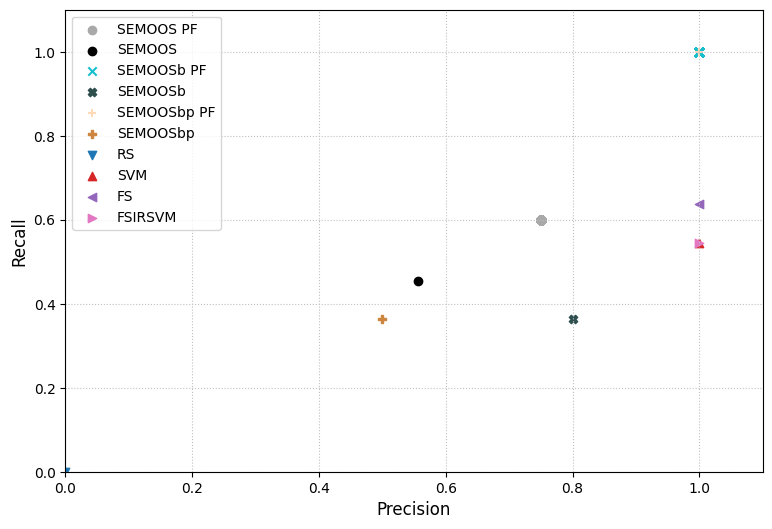 SEMOOS PF
SEMOOS
SEMOOSb PF
SEMOOSb
SEMOOSbp PF
SEMOOSbp
RS
SVM
FS
FSIRSVM
1.0
0.8
0.6
0.4
0.2
0.0
Recall
0.0 0.2 0.4 0.6 0.8 1.0
Precision